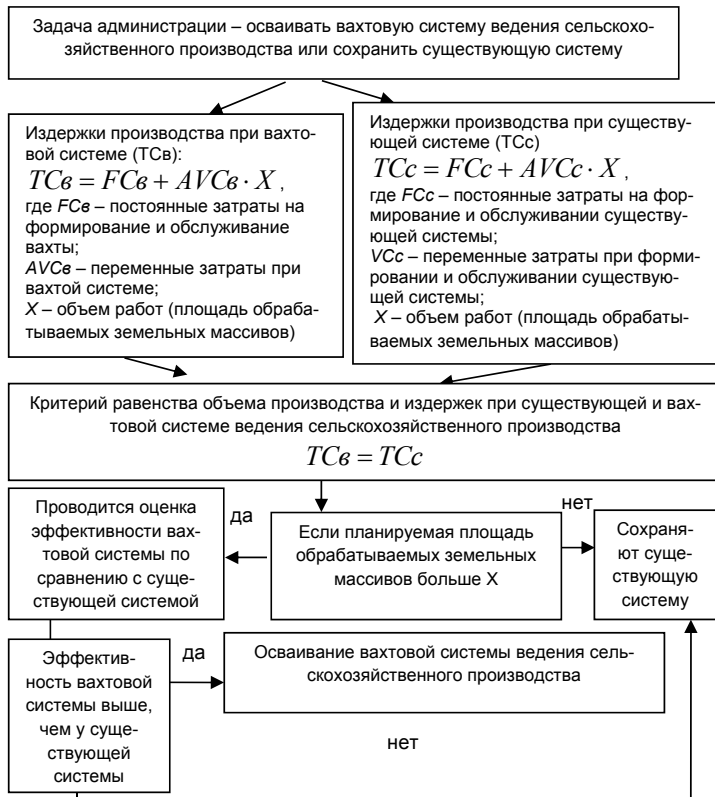 Задача администрации – осваивать вахтовую систему ведения сельскохо-
зяйственного производства или сохранить существующую систему
Издержки производства при вахто-
вой системе (ТСв):
TCв = FCв + AVCв · X ,
где FCв – постоянные затраты на
формирование и обслуживание
вахты;
AVCв – переменные затраты при
вахтой системе;
X – объем работ (площадь обраба-
тываемых земельных массивов)
Издержки производства при существу-
ющей системе (ТСс)
TCс = FCс + AVCс · X ,
где FCс – постоянные затраты на фор-
мирование и обслуживании существу-
ющей системы;
VCс – переменные затраты при форми-
ровании и обслуживании существую-
щей системы;
X – объем работ (площадь обрабаты-
ваемых земельных массивов)
Критерий равенства объема производства и издержек при существующей и вах-
товой системе ведения сельскохозяйственного производства
TCв = TCс
Проводится оценка
эффективности вах-
товой системы по
сравнению с суще-
ствующей системой
да
Если планируемая площадь
обрабатываемых земельных
массивов больше X
нет
Сохраня-
ют суще-
ствующую
систему
Эффектив-
ность вахтовой
системы выше,
чем у суще-
ствующей
системы
да
Осваивание вахтовой системы ведения сель-
скохозяйственного производства
нет